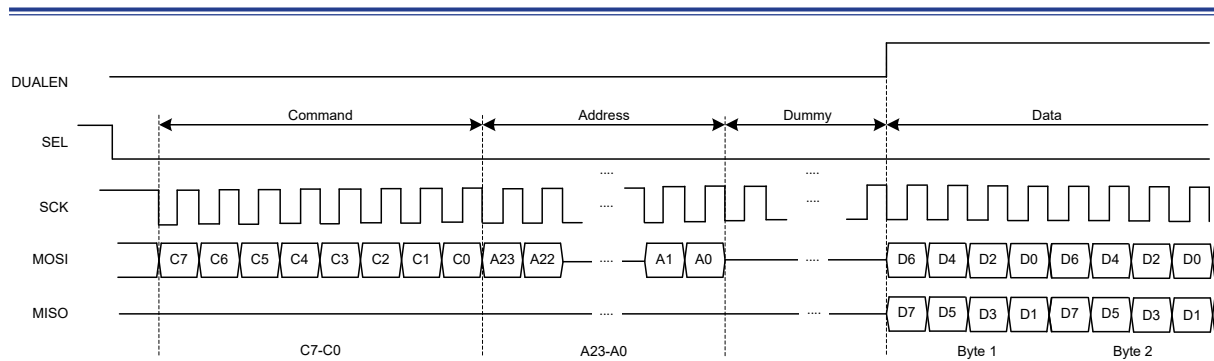 DUALEN
Command Address Dummy Data
SEL
.... ....
SCK .... ....
MOSI C7 C6 C5 C4 C3 C2 C1 C0 A23 A22 .... A1 A0 .... D6 D4 D2 D0 D6 D4 D2 D0
MISO .... .... D7 D5 D3 D1 D7 D5 D3 D1
C7-C0 A23-A0 Byte 1 Byte 2